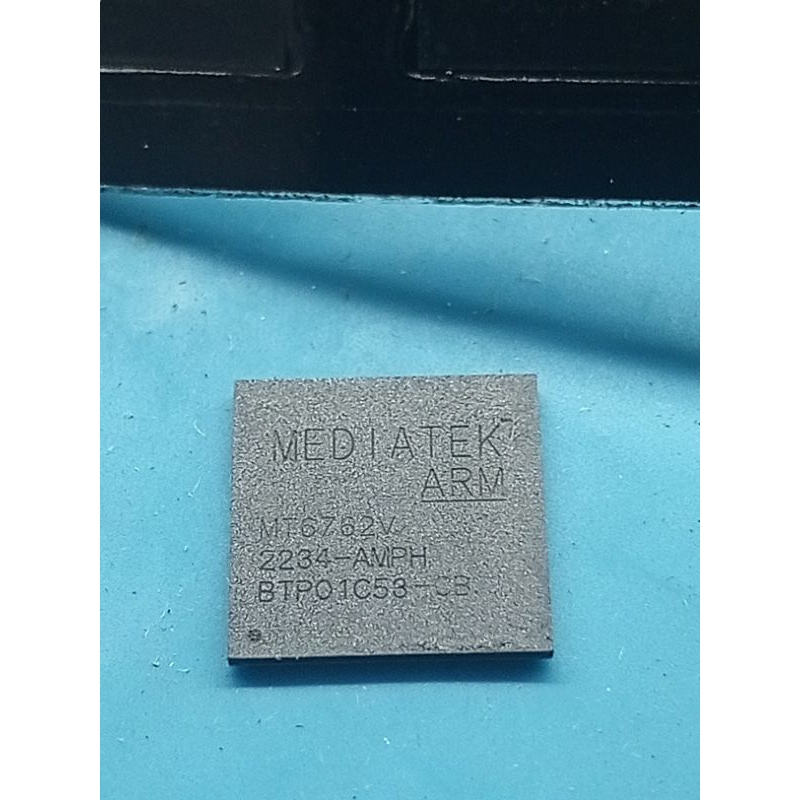 MEDIATEK
ARM
MT6762V
2234-AMPH
BTP01C53-CB